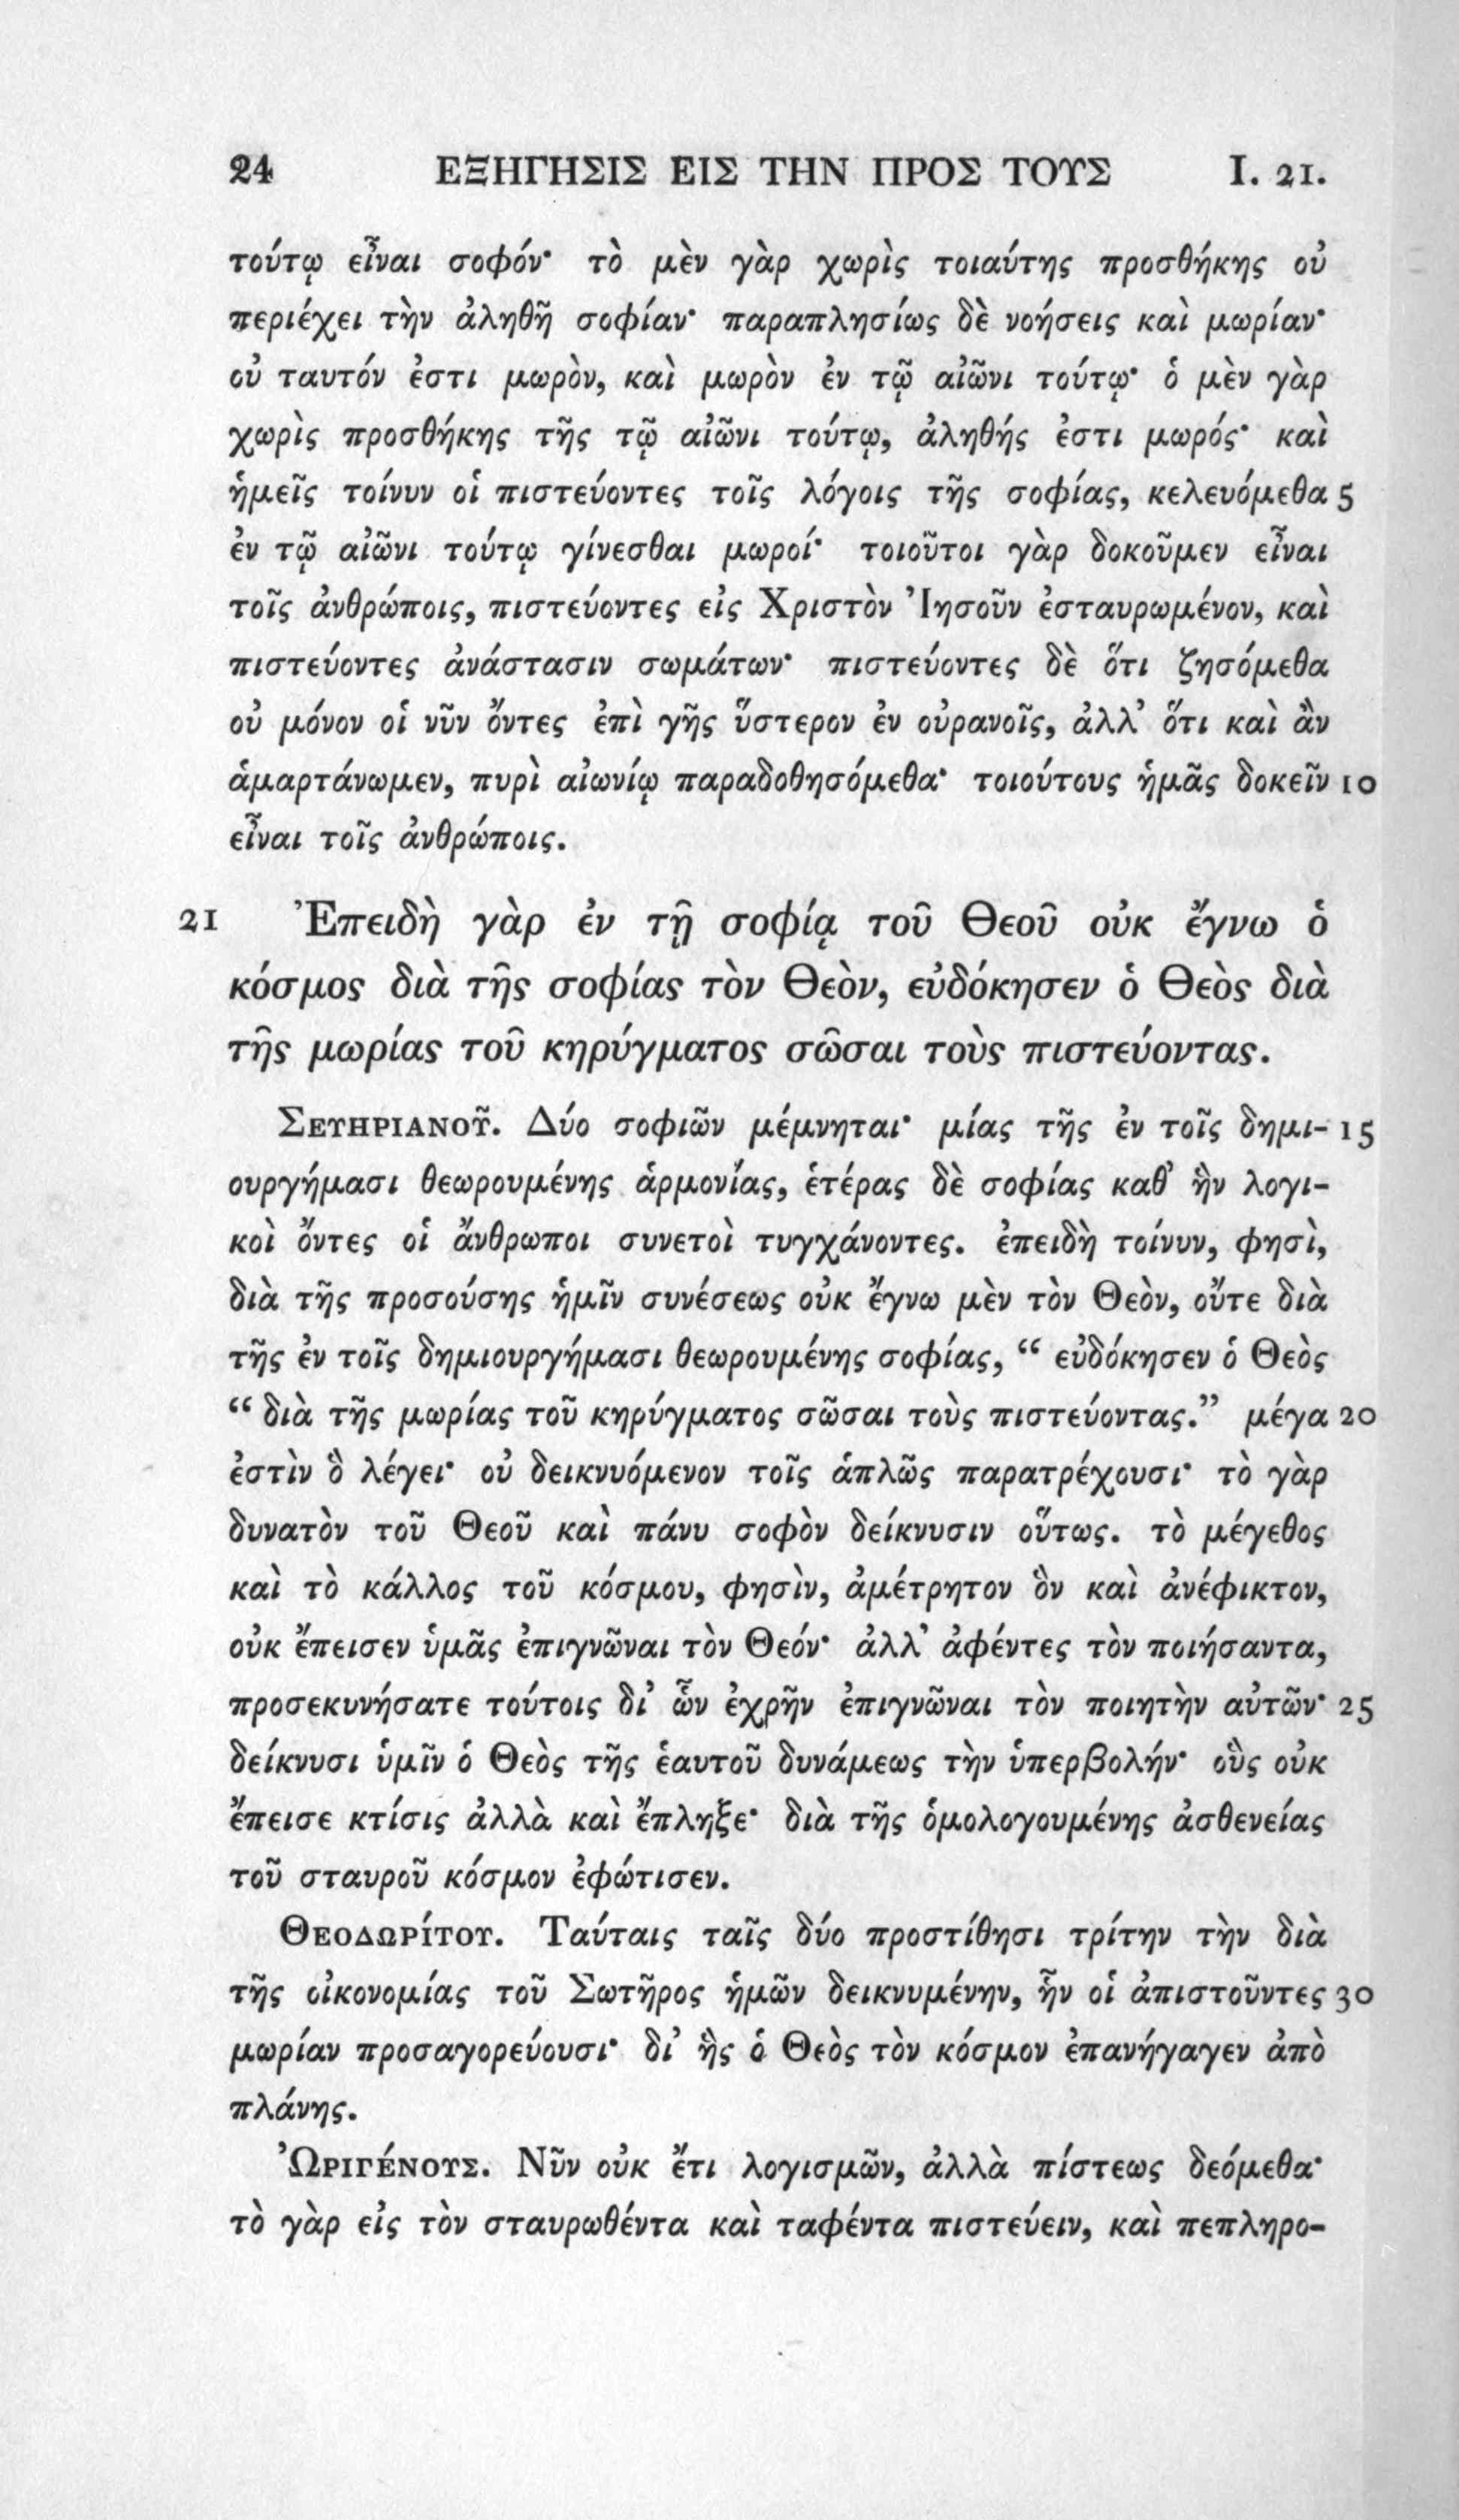 24 ΕΞΗΓΗΣΙΣ ΕΙΣ ΤΗΝ ΠΡΟΣ ΤΟΥΣ I. 21.
τούτῳ εἶναι σοφόν· τὸ μὲν γὰρ χωρὶς τοιαύτης προσθήκης οὐ
περιέχει τὴν ἀληθῆ σοφίαν· παραπλησίως δὲ νοήσεις καὶ μωρίαν·
οὐ ταυτόν ἐστι μωρὸν, καὶ μωρὸν ἐν τῷ αἰῶνι τούτῳ· ὁ μὲν γὰρ
χωρὶς προσθήκης τῆς τῷ αἰῶνι τούτῳ, ἀληθής ἐστι μωρός· καὶ
ἡμεῖς τοίνυν οἱ πιστεύοντες τοῖς λόγοις τῆς σοφίας, κελευόμεθα 5
ἐν τῷ αἰῶνι τούτῳ γίνεσθαι μωροί· τοιοῦτοι γὰρ δοκοῦμεν εἶναι
τοῖς ἀνθρώποις, πιστεύοντες εἰς Χριστὸν Ἰησοῦν ἐσταυρωμένον, καὶ
πιστεύοντες ἀνάστασιν σωμάτων· πιστεύοντες δὲ ὅτι ζησόμεθα
οὐ μόνον οἱ νῦν ὄντες ἐπὶ γῆς ὕστερον ἐν οὐρανοῖς, ἀλλ’ ὅτι καὶ ἂν
ἁμαρτάνωμεν, πυρὶ αἰωνίῳ παραδοθησόμεθα· τοιούτους ἡμᾶς δοκεῖν 10
εἶναι τοῖς ἀνθρώποις.
21 Ἐπειδὴ γὰρ ἐν τῇ σοφίᾳ τοῦ Θεοῦ οὐκ ἔγνω ὁ
κόσμος διὰ τῆς σοφίας τὸν Θεὸν, εὐδόκησεν ὁ Θεὸς διὰ
τῆς μωρίας τοῦ κηρύγματος σῶσαι τοὺς πιστεύοντας.
ΣΕΥΗΡΙΑΝΟῦ. Δύο σοφιῶν μέμνηται· μίας τῆς ἐν τοῖς δημι- 15
ουργήμασι θεωρουμένης ἁρμονίας, ἑτέρας δὲ σοφίας καθ’ ἣν λογι-
κοὶ ὄντες οἱ ἄνθρωποι συνετοὶ τυγχάνοντες. ἐπειδὴ τοίνυν, φησὶ,
διὰ τῆς προσούσης ἡμῖν συνέσεως οὐκ ἔγνω μὲν τὸν Θεὸν, οὔτε διὰ
τῆς ἐν τοῖς δημιουργήμασι θεωρουμένης σοφίας, “ εὐδόκησεν ὁ Θεὸς
“ διὰ τῆς μωρίας τοῦ κηρύγματος σῶσαι τοὺς πιστεύοντας.” μέγα 20
ἐστὶν ὃ λέγει· οὐ δεικνυόμενον τοῖς ἁπλῶς παρατρέχουσι· τὸ γὰρ
δυνατὸν τοῦ Θεοῦ καὶ πάνυ σοφὸν δείκνυσιν οὕτως. τὸ μέγεθος
καὶ τὸ κάλλος τοῦ κόσμου, φησὶν, ἀμέτρητον ὂν καὶ ἀνέφικτον,
οὐκ ἔπεισεν ὑμᾶς ἐπιγνῶναι τὸν Θεόν· ἀλλ’ ἀφέντες τὸν ποιήσαντα,
προσεκυνήσατε τούτοις δι’ ὧν ἐχρῆν ἐπιγνῶναι τὸν ποιητὴν αὐτῶν· 25
δείκνυσι ὑμῖν ὁ Θεὸς τῆς ἑαυτοῦ δυνάμεως τὴν ὑπερβολήν· οὓς οὐκ
ἔπεισε κτίσις ἀλλὰ καὶ ἔπληξε· διὰ τῆς ὁμολογουμένης ἀσθενείας
τοῦ σταυροῦ κόσμον ἐφώτισεν.
ΘΕΟΔΩΡίΤΟΥ. Ταύταις ταῖς δύο προστίθησι τρίτην τὴν διὰ
τῆς οἰκονομίας τοῦ Σωτῆρος ἡμῶν δεικνυμένην, ἣν οἱ ἀπιστοῦντες 30
μωρίαν προσαγορεύουσι· δι’ ἧς ὁ Θεὸς τὸν κόσμον ἐπανήγαγεν ἀπὸ
πλάνης.
ὨΡΙΓέΝΟΥΣ. Νῦν οὐκ ἔτι λογισμῶν, ἀλλὰ πίστεως δεόμεθα·
τὸ γὰρ εἰς τὸν σταυρωθέντα καὶ ταφέντα πιστεύειν, καὶ πεπληρο-